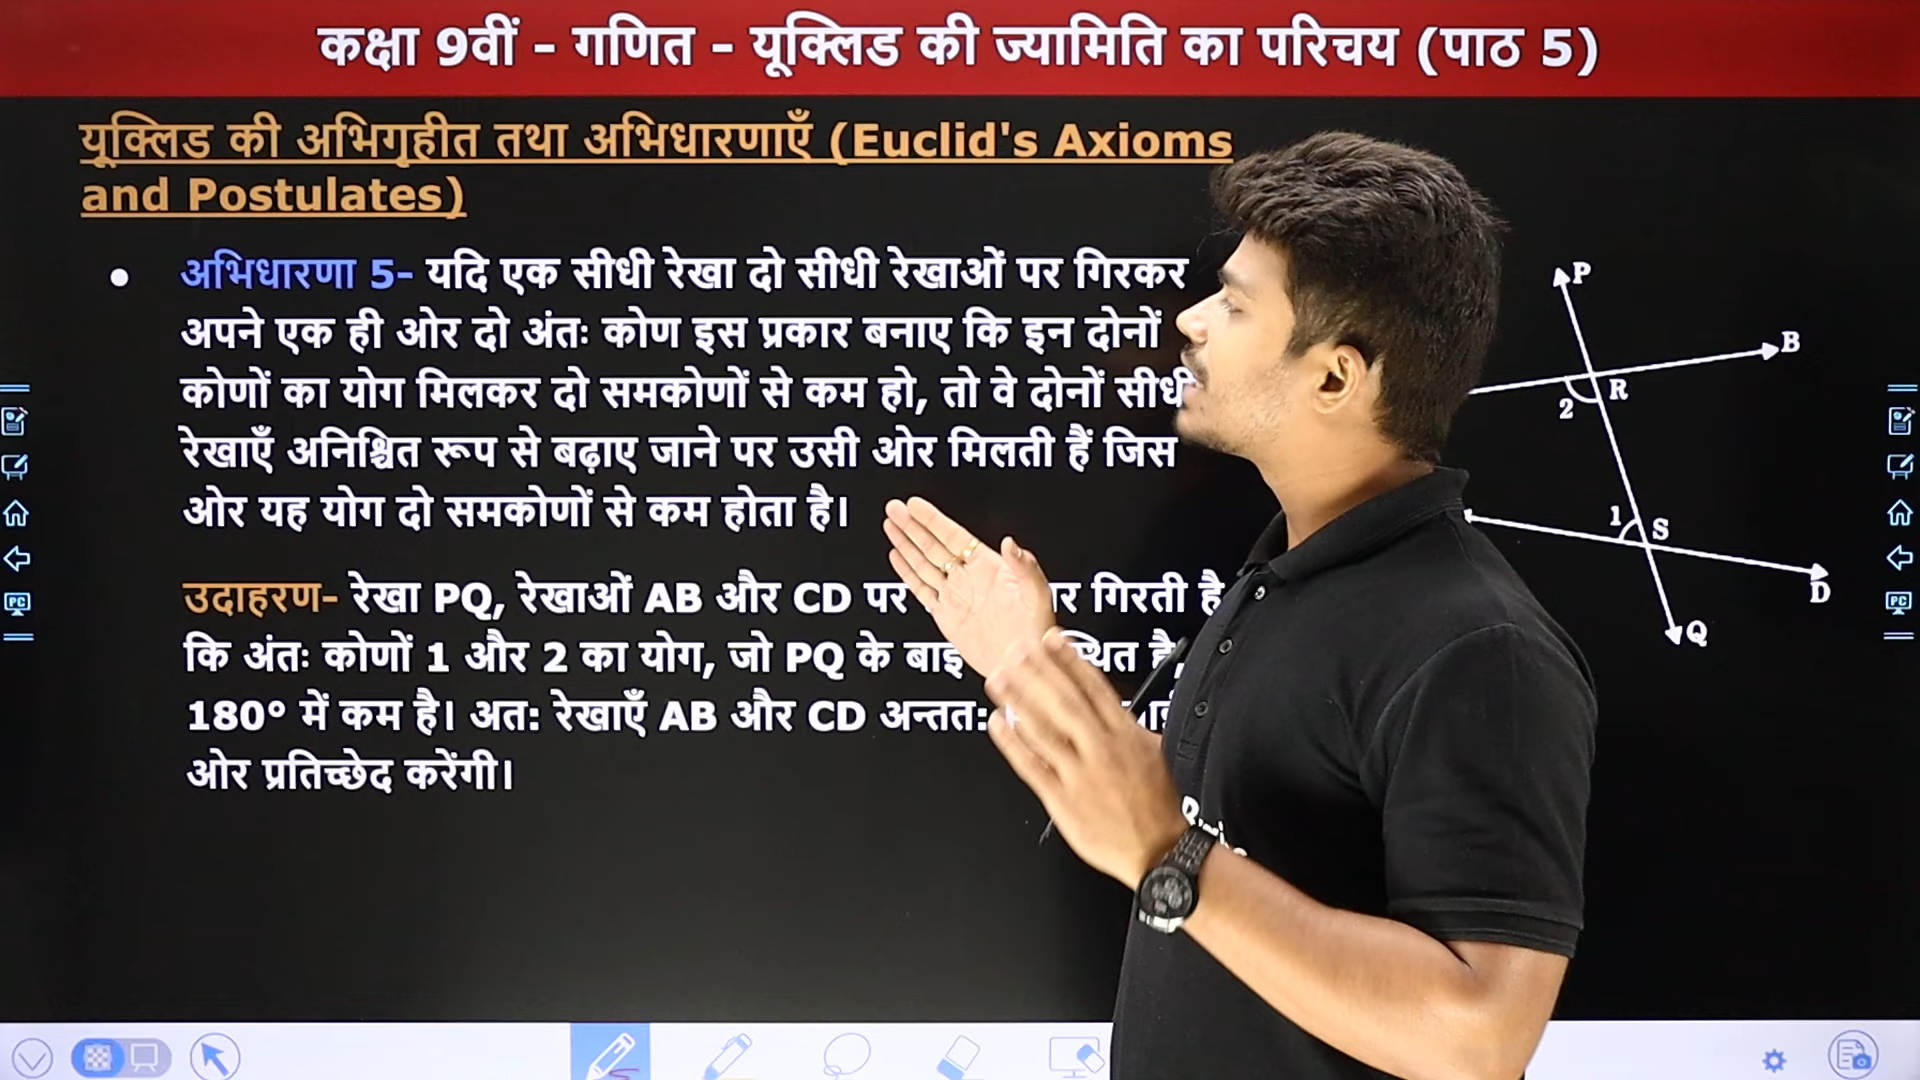 कक्षा 9वीं - गणित - यूक्लिड की ज्यामिति का परिचय (पाठ 5)
यूक्लिड की अभिगृहीत तथा अभिधारणाएँ (Euclid's Axioms
and Postulates)
अभिधारणा 5- यदि एक सीधी रेखा दो सीधी रेखाओं पर गिरकर
अपने एक ही ओर दो अंतः कोण इस प्रकार बनाए कि इन दोनों
कोणों का योग मिलकर दो समकोणों से कम हो, तो वे दोनों सीधी
रेखाएँ अनिश्चित रूप से बढ़ाए जाने पर उसी ओर मिलती हैं जिस
ओर यह योग दो समकोणों से कम होता है।
उदाहरण- रेखा PQ, रेखाओं AB और CD पर गिरती है
कि अंतः कोणों 1 और 2 का योग, जो PQ के है,
180° में कम है। अत: रेखाएँ AB और CD अन्तत:
ओर प्रतिच्छेद करेंगी।
P
B
R
2
1
S
D
Q
PC
PC